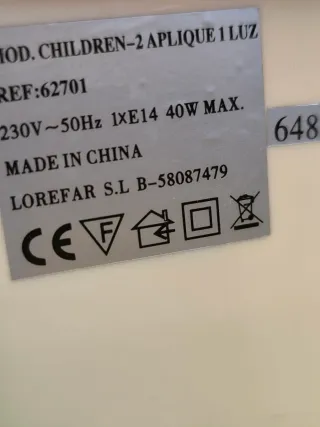 MOD. CHILDREN-2 APLIQUE 1 LUZ
REF:62701
230V~50Hz 1XE14 40W MAX.
648
MADE IN CHINA
LOREFAR S.L B-58087479
CE F